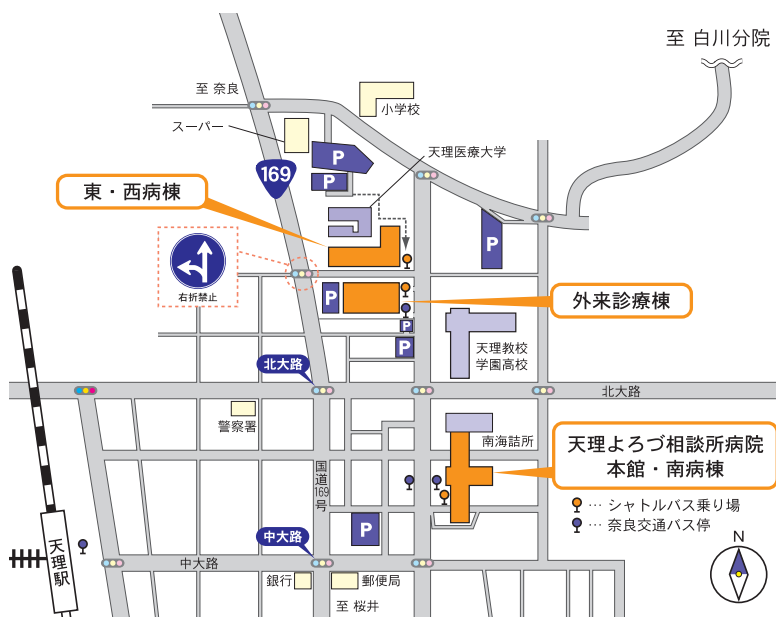 至 白川分院
至 奈良
小学校
スーパー
P
天理医療大学
169
P
東・西病棟
P
右折禁止
P
外来診療棟
P
P
天理教校
学園高校
北大路
北大路
警察署
南海詰所
天理よろづ相談所病院
本館・南病棟
国道169号
… シャトルバス乗り場
… 奈良交通バス停
P
中大路
天理駅
中大路
N
銀行
郵便局
至 桜井